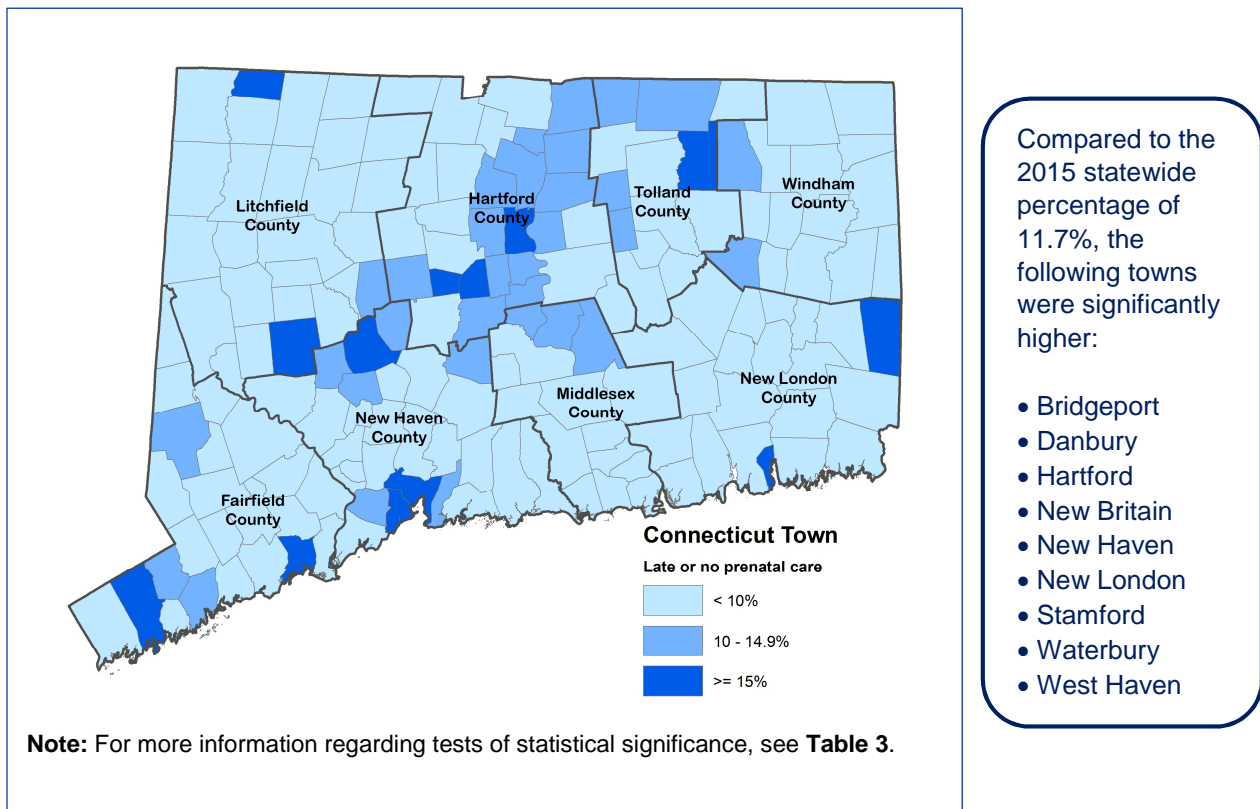 Litchfield
County
Hartford
County
Tolland
County
Windham
County
New Haven
County
Middlesex
County
New London
County
Fairfield
County
Connecticut Town
Late or no prenatal care
< 10%
10 - 14.9%
>= 15%
Note: For more information regarding tests of statistical significance, see Table 3.
Compared to the
2015 statewide
percentage of
11.7%, the
following towns
were significantly
higher:
• Bridgeport
• Danbury
• Hartford
• New Britain
• New Haven
• New London
• Stamford
• Waterbury
• West Haven